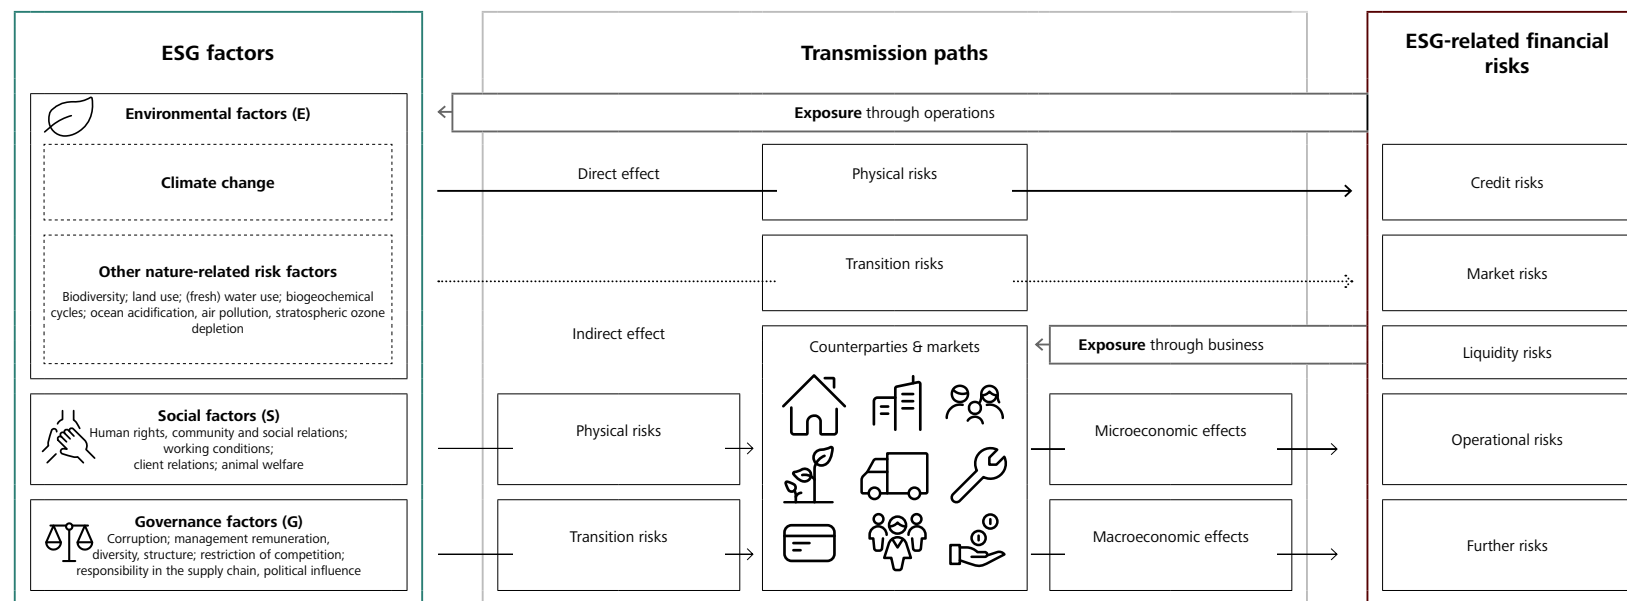 ESG factors
Environmental factors (E)
Climate change
Other nature-related risk factors
Biodiversity; land use; (fresh) water use; biogeochemical
cycles; ocean acidification, air pollution, stratospheric ozone
depletion
Social factors (S)
Human rights, community and social relations;
working conditions;
client relations; animal welfare
Governance factors (G)
Corruption; management remuneration,
diversity, structure; restriction of competition;
responsibility in the supply chain, political influence
Transmission paths
Exposure through operations
Direct effect
Physical risks
Transition risks
Indirect effect
Counterparties & markets
Exposure through business
Physical risks
Microeconomic effects
Transition risks
Macroeconomic effects
ESG-related financial
risks
Credit risks
Market risks
Liquidity risks
Operational risks
Further risks